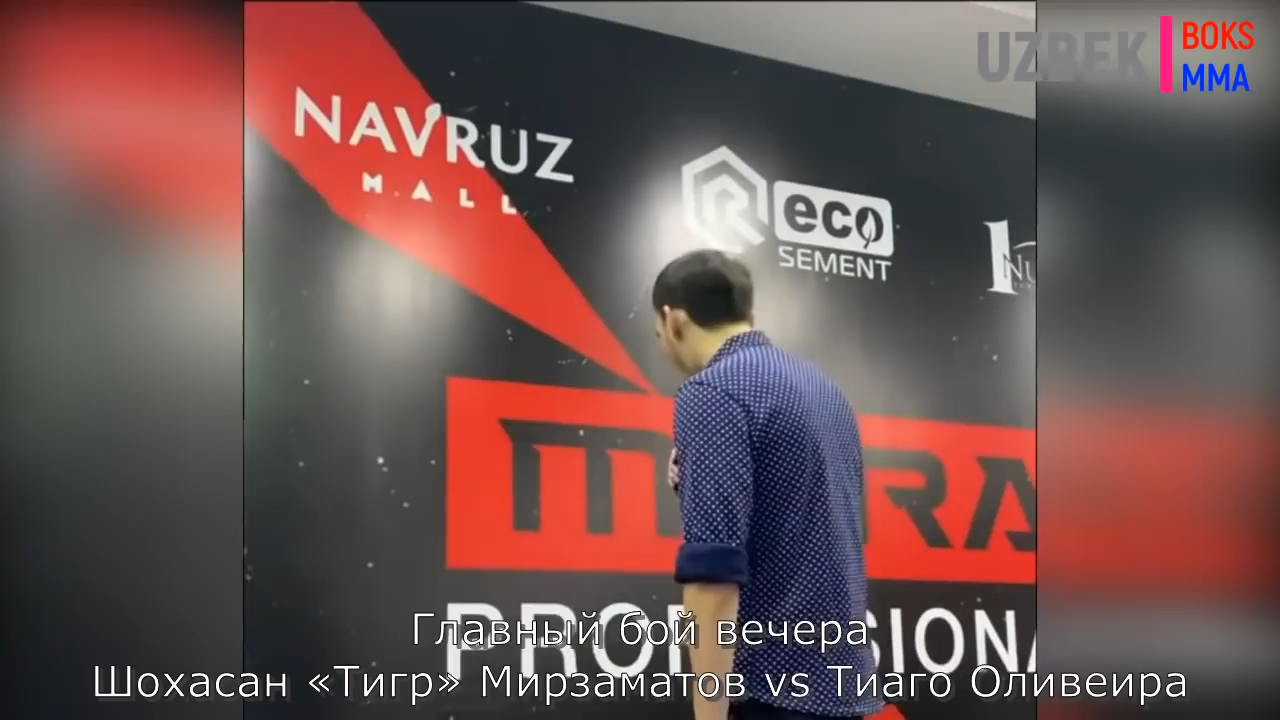 UZBEK
BOKS
MMA
NAVRUZ
MALL
eco
SEMENT
Главный бой вечера
Шохасан «Тигр» Мирзаматов vs Тиаго Оливеира